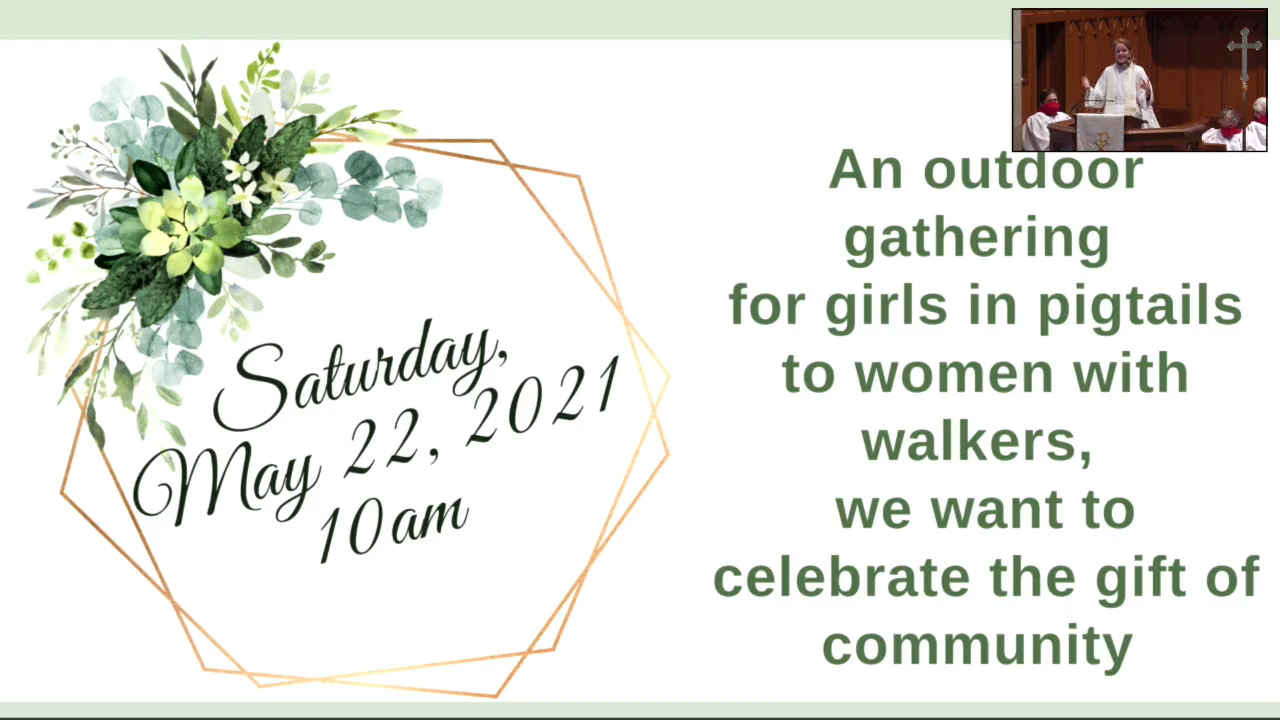 Saturday,
May 22, 2021
10am
An outdoor
gathering
for girls in pigtails
to women with
walkers,
we want to
celebrate the gift of
community